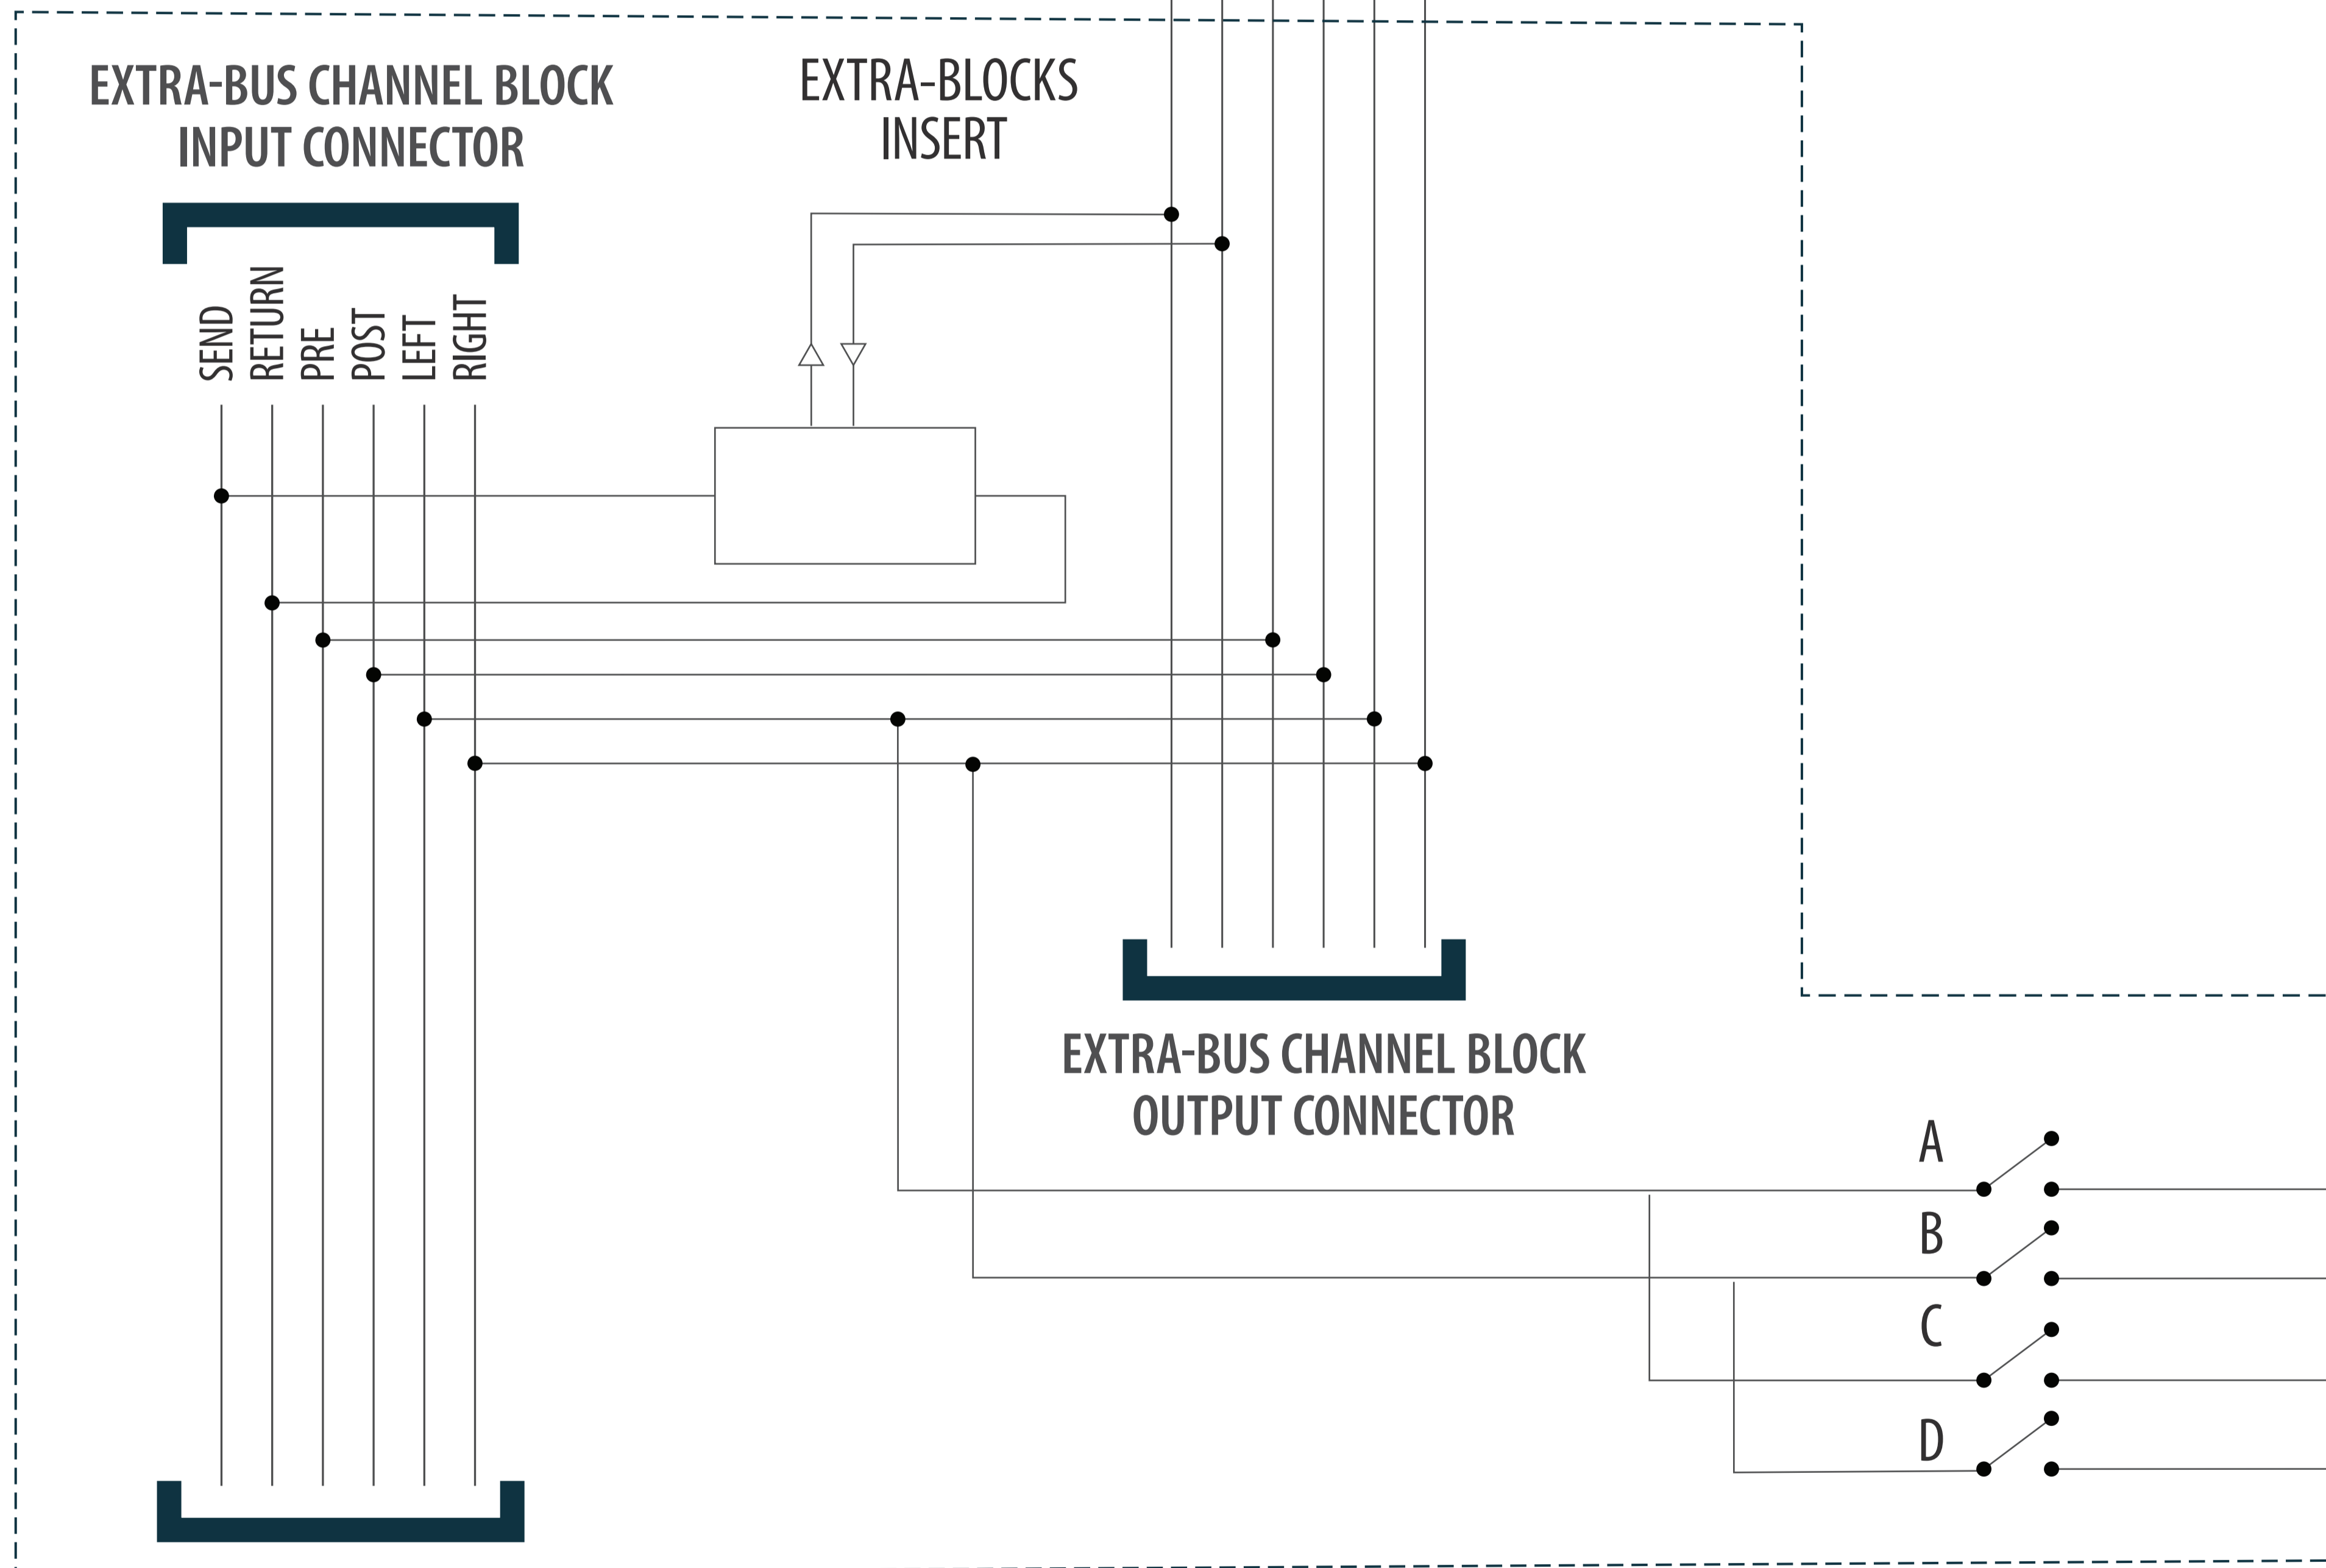 EXTRA-BUS CHANNEL BLOCK
INPUT CONNECTOR
EXTRA-BLOCKS
INSERT
SEND
RETURN
PRE
POST
LEFT
RIGHT
EXTRA-BUS CHANNEL BLOCK
OUTPUT CONNECTOR
A
B
C
D